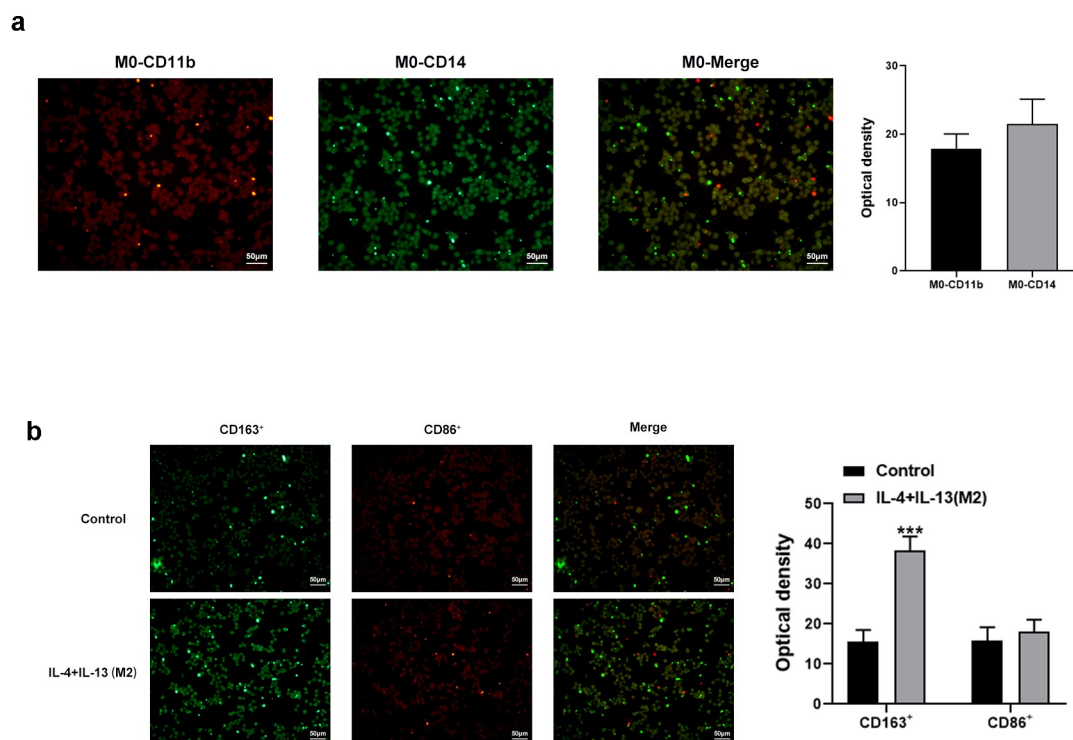 a
M0-CD11b
M0-CD14
M0-Merge
50μm
50μm
50μm
Optical density
30
20
10
0
M0-CD11b
M0-CD14
b
CD163⁺
CD86⁺
Merge
Control
50μm
50μm
50μm
IL-4+IL-13 (M2)
50μm
50μm
50μm
Control
IL-4+IL-13(M2)
Optical density
50
40
30
20
10
0
***
CD163⁺
CD86⁺